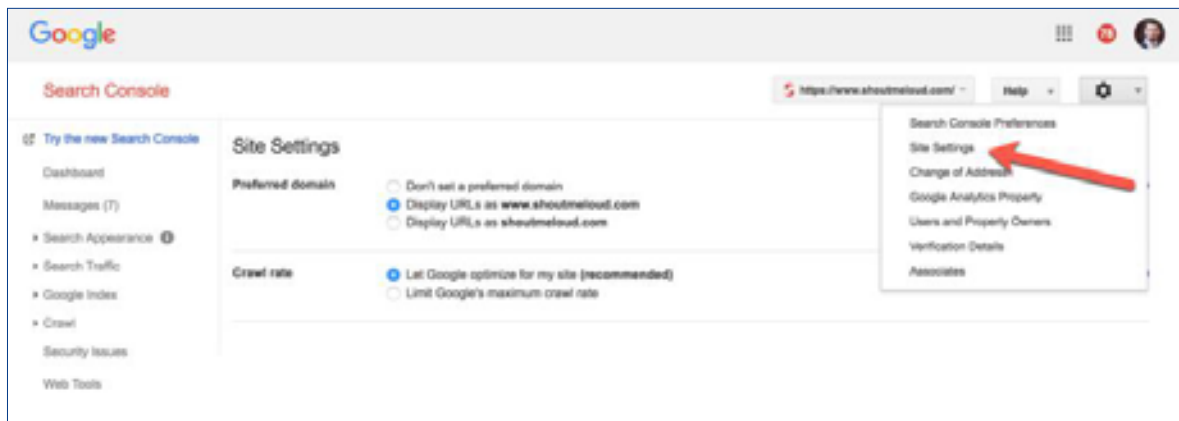 Google
78
Search Console
https://www.shoutmeloud.com/
Help
Try the new Search Console
Dashboard
Messages (7)
Search Appearance
Search Traffic
Google Index
Crawl
Security Issues
Web Tools
Site Settings
Preferred domain
Don't set a preferred domain
Display URLs as www.shoutmeloud.com
Display URLs as shoutmeloud.com
Crawl rate
Let Google optimize for my site (recommended)
Limit Google's maximum crawl rate
Search Console Preferences
Site Settings
Change of Address
Google Analytics Property
Users and Property Owners
Verification Details
Associates